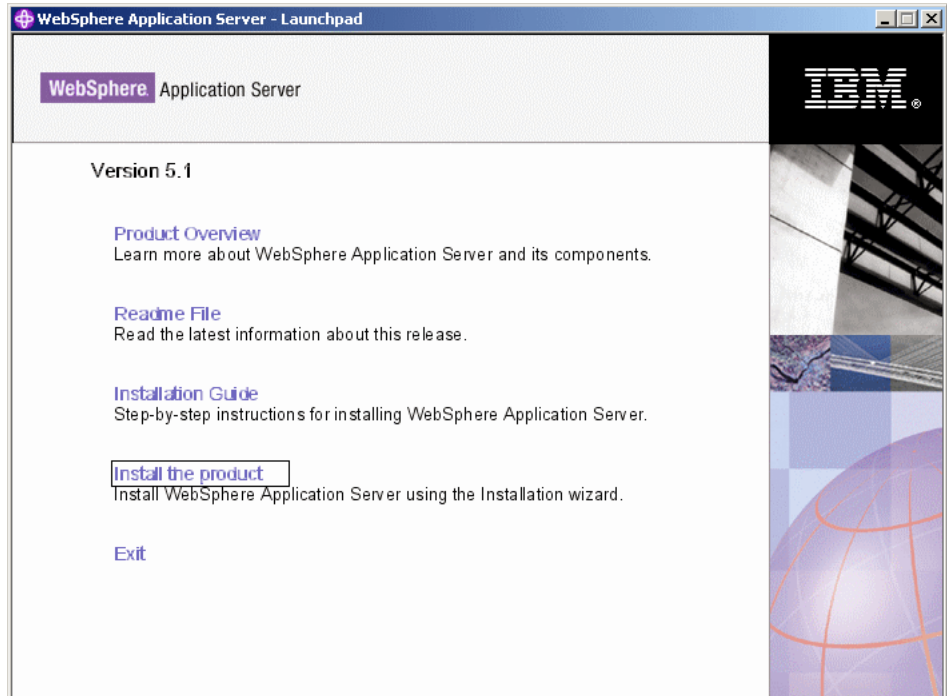 WebSphere Application Server - Launchpad
WebSphere. Application Server
IBM®
Version 5.1
Product Overview
Learn more about WebSphere Application Server and its components.
Readme File
Read the latest information about this release.
Installation Guide
Step-by-step instructions for installing WebSphere Application Server.
Install the product
Install WebSphere Application Server using the Installation wizard.
Exit